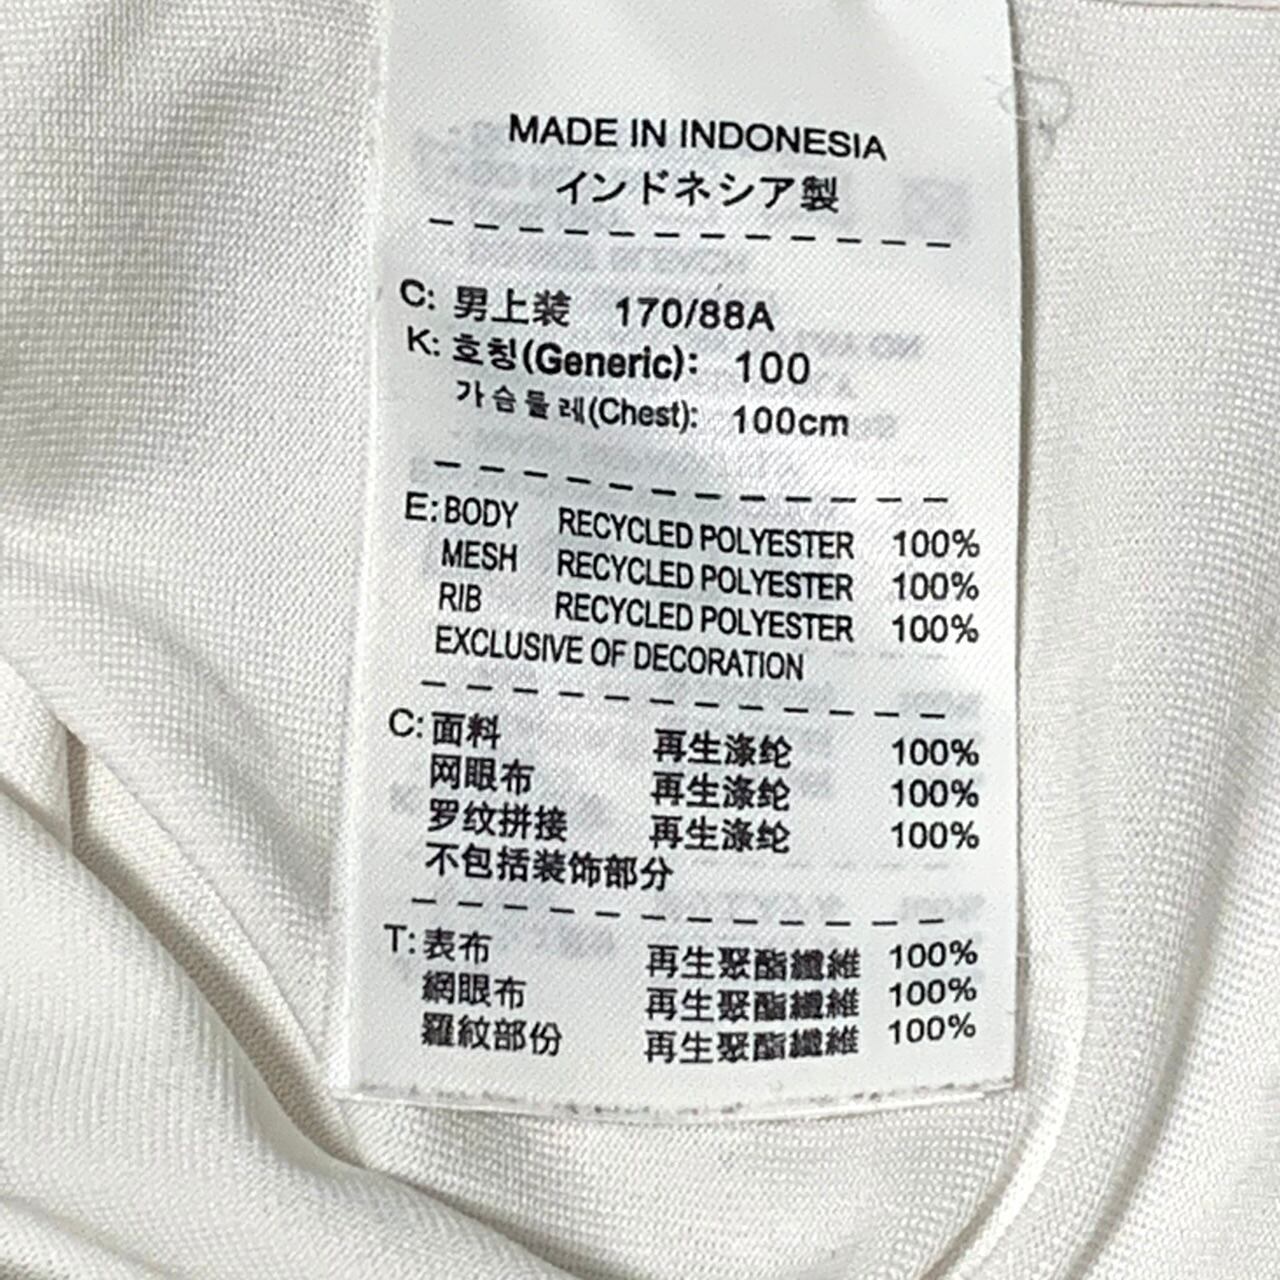 MADE IN INDONESIA
インドネシア製
C: 男上装 170/88A
K: 호칭(Generic): 100
가슴둘레(Chest): 100cm
E: BODY RECYCLED POLYESTER 100%
MESH RECYCLED POLYESTER 100%
RIB RECYCLED POLYESTER 100%
EXCLUSIVE OF DECORATION
C: 面料 再生涤纶 100%
网眼布 再生涤纶 100%
罗纹拼接 再生涤纶 100%
不包括装饰部分
T: 表布 再生聚酯纖維 100%
網眼布 再生聚酯纖維 100%
羅紋部份 再生聚酯纖維 100%